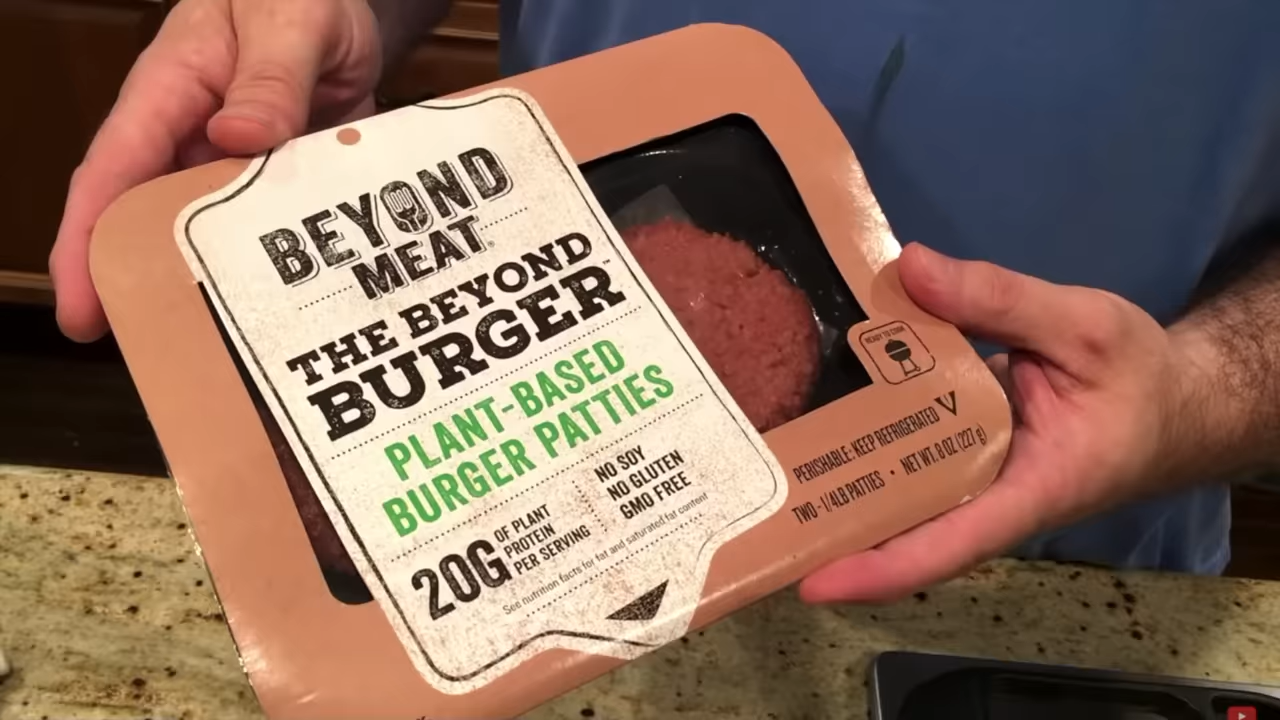 BEYOND
MEAT®
THE BEYOND
BURGER™
PLANT-BASED
BURGER PATTIES
20G OF PLANT
PROTEIN
PER SERVING
NO SOY
NO GLUTEN
GMO FREE
See nutrition facts for fat and saturated fat content
READY TO COOK
PERISHABLE: KEEP REFRIGERATED V
TWO - 1/4LB PATTIES • NET WT. 8 OZ (227 g)